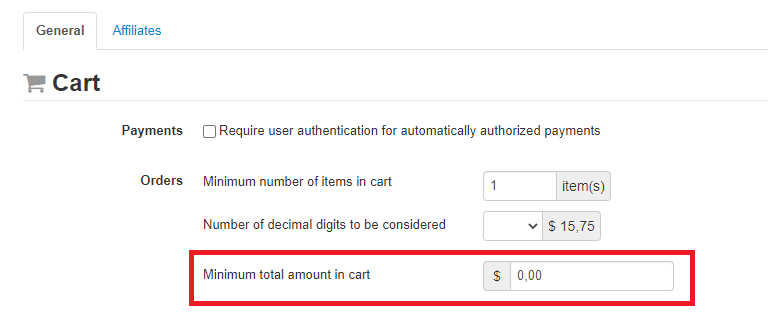 General Affiliates
Cart
Payments Require user authentication for automatically authorized payments
Orders Minimum number of items in cart 1 item(s)
Number of decimal digits to be considered $ 15,75
Minimum total amount in cart $ 0,00